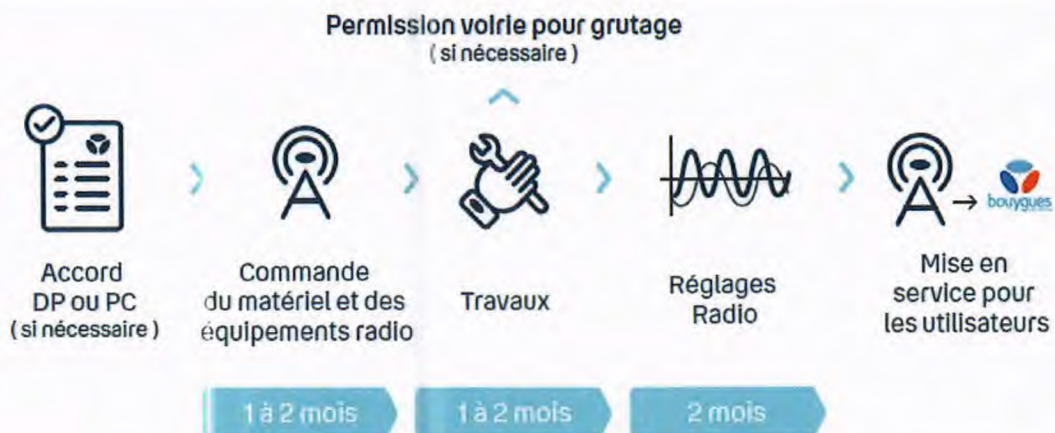 Permission voirie pour grutage
( si nécessaire )
Accord
DP ou PC
( si nécessaire )
Commande
du matériel et des
équipements radio
Travaux
Réglages
Radio
bouygues
Mise en
service pour
les utilisateurs
1 à 2 mois
1 à 2 mois
2 mois